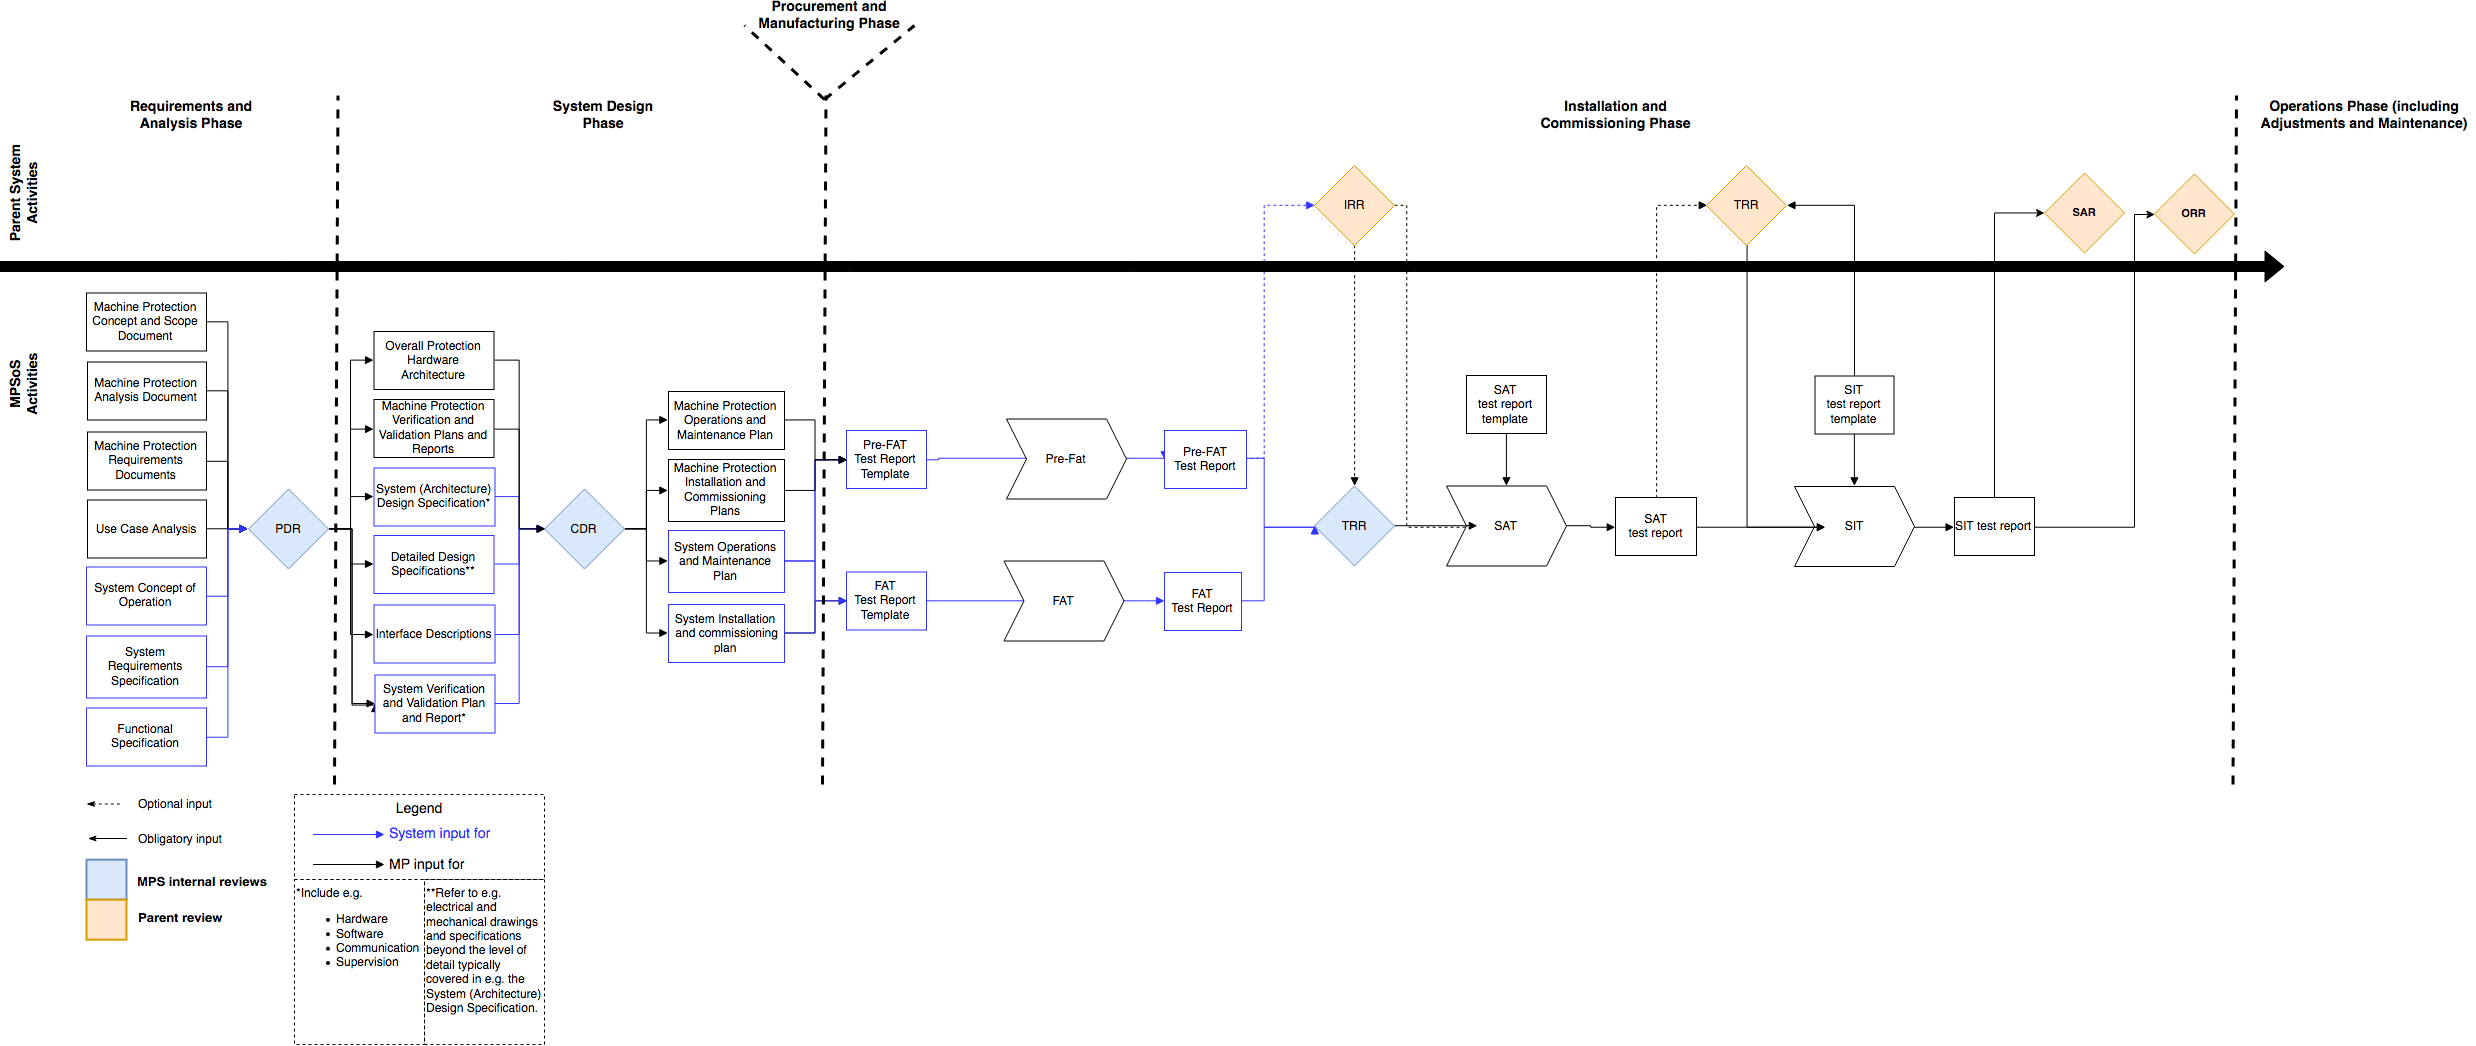 Procurement and
Manufacturing Phase
Requirements and
Analysis Phase
System Design
Phase
Installation and
Commissioning Phase
Operations Phase (including
Adjustments and Maintenance)
Parent System
Activities
IRR
TRR
SAR
ORR
MPSoS
Activities
Machine Protection
Concept and Scope
Document
Machine Protection
Analysis Document
Machine Protection
Requirements
Documents
Use Case Analysis
System Concept of
Operation
System
Requirements
Specification
Functional
Specification
PDR
Overall Protection
Hardware
Architecture
Machine Protection
Verification and
Validation Plans and
Reports
System (Architecture)
Design Specification*
Detailed Design
Specifications**
Interface Descriptions
System Verification
and Validation Plan
and Report*
CDR
Machine Protection
Operations and
Maintenance Plan
Machine Protection
Installation and
Commissioning
Plans
System Operations
and Maintenance
Plan
System Installation
and commissioning
plan
Pre-FAT
Test Report
Template
FAT
Test Report
Template
Pre-Fat
FAT
Pre-FAT
Test Report
FAT
Test Report
TRR
SAT
test report
template
SAT
SAT
test report
SIT
test report
template
SIT
SIT test report
Optional input
Obligatory input
MPS internal reviews
Parent review
Legend
System input for
MP input for
*Include e.g.
• Hardware
• Software
• Communication
• Supervision
**Refer to e.g.
electrical and
mechanical drawings
and specifications
beyond the level of
detail typically
covered in e.g. the
System (Architecture)
Design Specification.